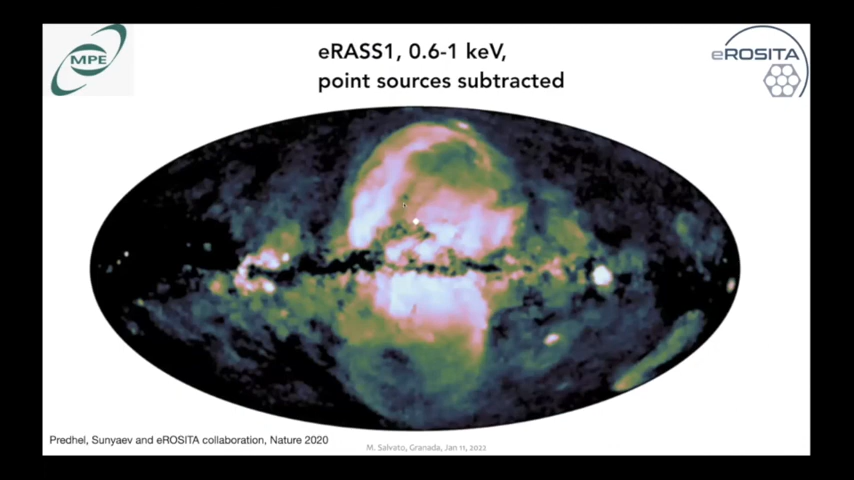 MPE
eRASS1, 0.6-1 keV,
point sources subtracted
eROSITA
Predhel, Sunyaev and eROSITA collaboration, Nature 2020
M. Salvato, Granada, Jan 11, 2022